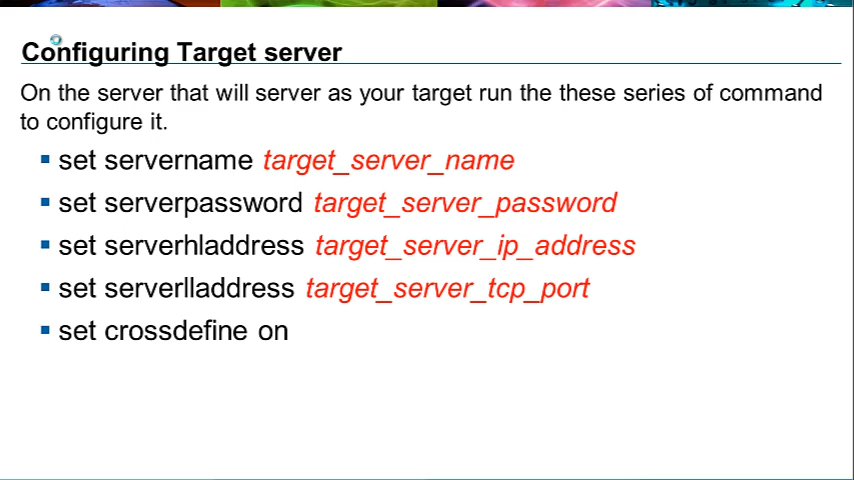 Configuring Target server
On the server that will server as your target run the these series of command
to configure it.
set servername target_server_name
set serverpassword target_server_password
set serverhladdress target_server_ip_address
set serverlladdress target_server_tcp_port
set crossdefine on